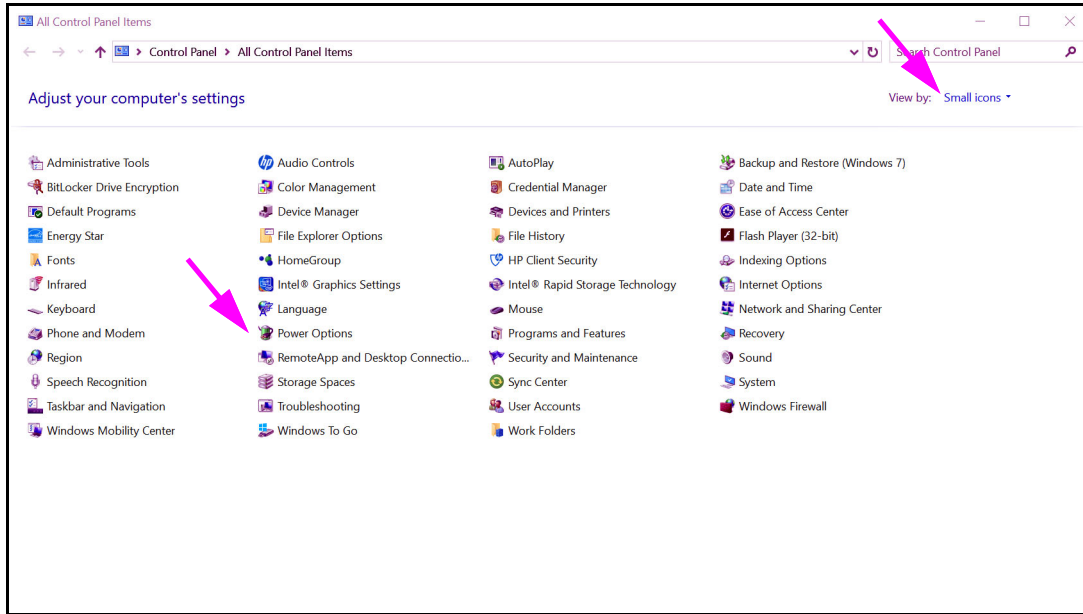 All Control Panel Items
Control Panel > All Control Panel Items
Search Control Panel
Adjust your computer's settings
View by: Small icons
Administrative Tools
Audio Controls
AutoPlay
Backup and Restore (Windows 7)
BitLocker Drive Encryption
Color Management
Credential Manager
Date and Time
Default Programs
Device Manager
Devices and Printers
Ease of Access Center
Energy Star
File Explorer Options
File History
Flash Player (32-bit)
Fonts
HomeGroup
HP Client Security
Indexing Options
Infrared
Intel® Graphics Settings
Intel® Rapid Storage Technology
Internet Options
Keyboard
Language
Mouse
Network and Sharing Center
Phone and Modem
Power Options
Programs and Features
Recovery
Region
RemoteApp and Desktop Connectio...
Security and Maintenance
Sound
Speech Recognition
Storage Spaces
Sync Center
System
Taskbar and Navigation
Troubleshooting
User Accounts
Windows Firewall
Windows Mobility Center
Windows To Go
Work Folders